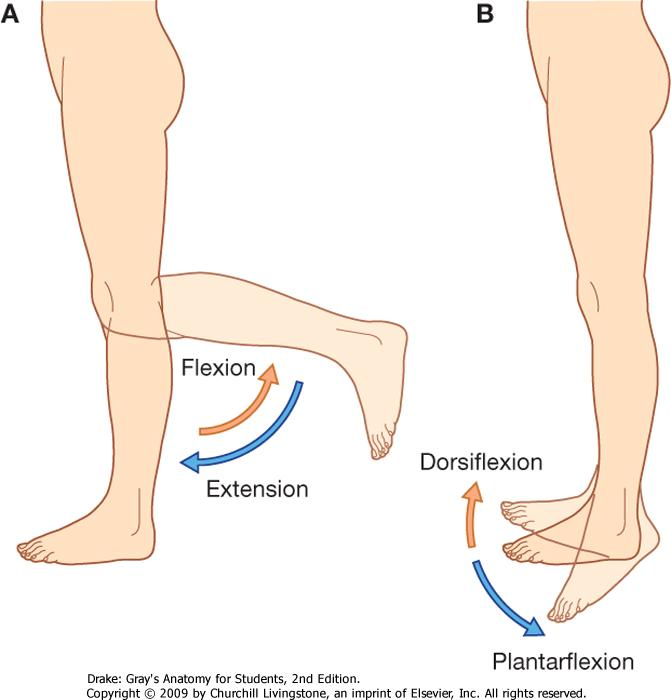 A
B
Flexion
Extension
Dorsiflexion
Plantarflexion
Drake: Gray's Anatomy for Students, 2nd Edition.
Copyright © 2009 by Churchill Livingstone, an imprint of Elsevier, Inc. All rights reserved.